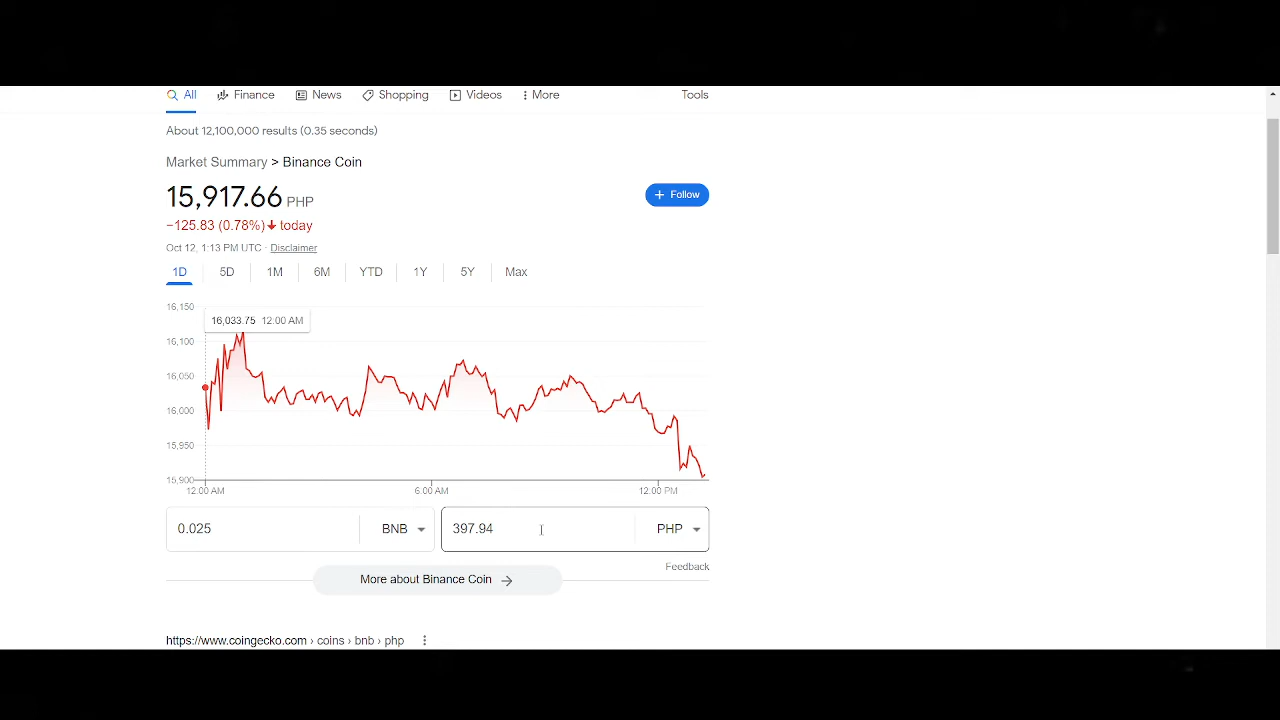 All Finance News Shopping Videos More Tools
About 12,100,000 results (0.35 seconds)
Market Summary > Binance Coin
15,917.66 PHP
+ Follow
−125.83 (0.78%) today
Oct 12, 1:13 PM UTC · Disclaimer
1D 5D 1M 6M YTD 1Y 5Y Max
16,150
16,033.75 12:00 AM
16,100
16,050
16,000
15,950
15,900
12:00 AM 6:00 AM 12:00 PM
0.025 BNB 397.94 PHP
Feedback
More about Binance Coin
https://www.coingecko.com › coins › bnb › php